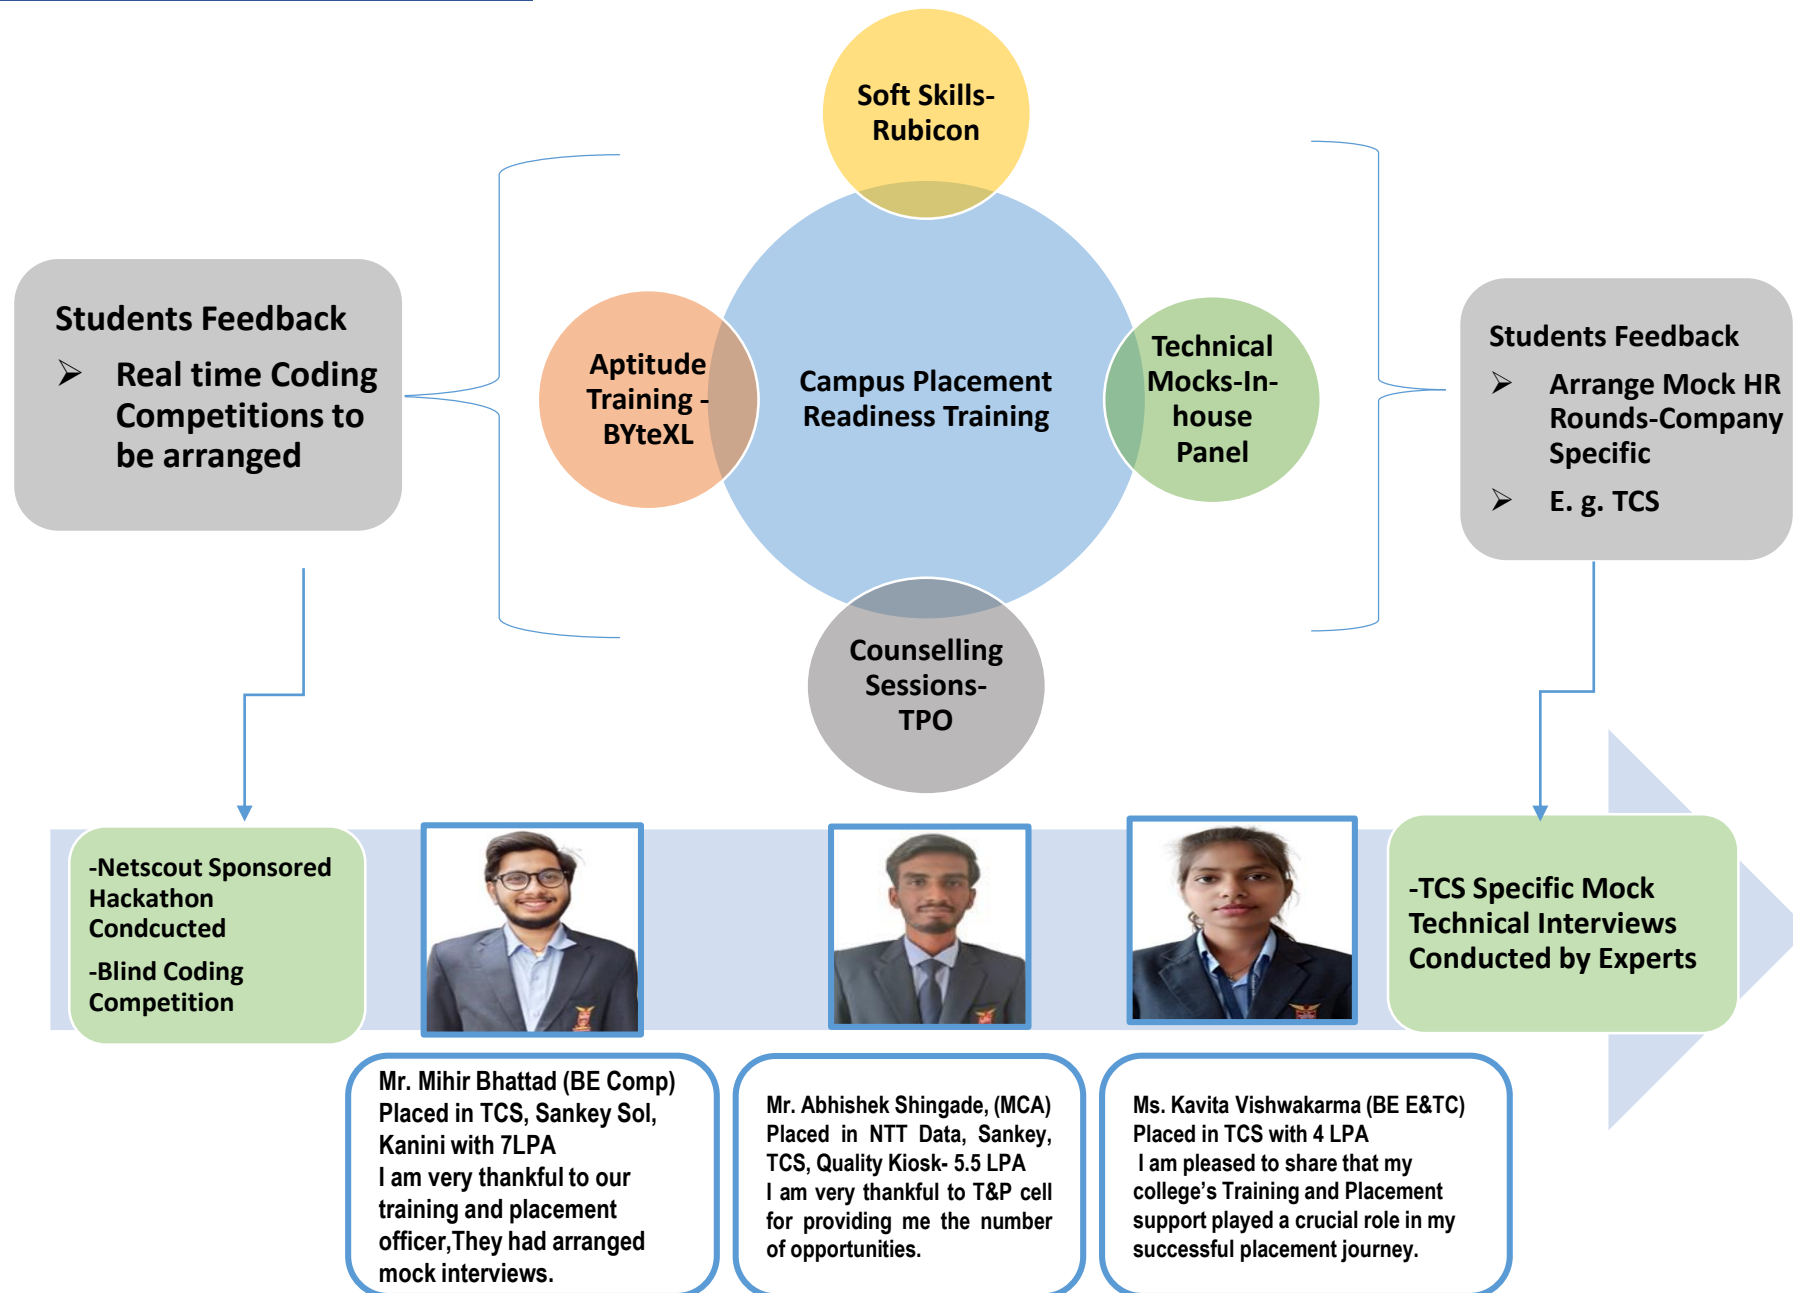 Soft Skills-
Rubicon
Students Feedback
➢ Real time Coding
Competitions to
be arranged
Aptitude
Training -
BYteXL
Campus Placement
Readiness Training
Technical
Mocks-In-
house
Panel
Students Feedback
➢ Arrange Mock HR
Rounds-Company
Specific
➢ E. g. TCS
Counselling
Sessions-
TPO
-Netscout Sponsored
Hackathon
Condcucted
-Blind Coding
Competition
-TCS Specific Mock
Technical Interviews
Conducted by Experts
Mr. Mihir Bhattad (BE Comp)
Placed in TCS, Sankey Sol,
Kanini with 7LPA
I am very thankful to our
training and placement
officer,They had arranged
mock interviews.
Mr. Abhishek Shingade, (MCA)
Placed in NTT Data, Sankey,
TCS, Quality Kiosk- 5.5 LPA
I am very thankful to T&P cell
for providing me the number
of opportunities.
Ms. Kavita Vishwakarma (BE E&TC)
Placed in TCS with 4 LPA
I am pleased to share that my
college’s Training and Placement
support played a crucial role in my
successful placement journey.